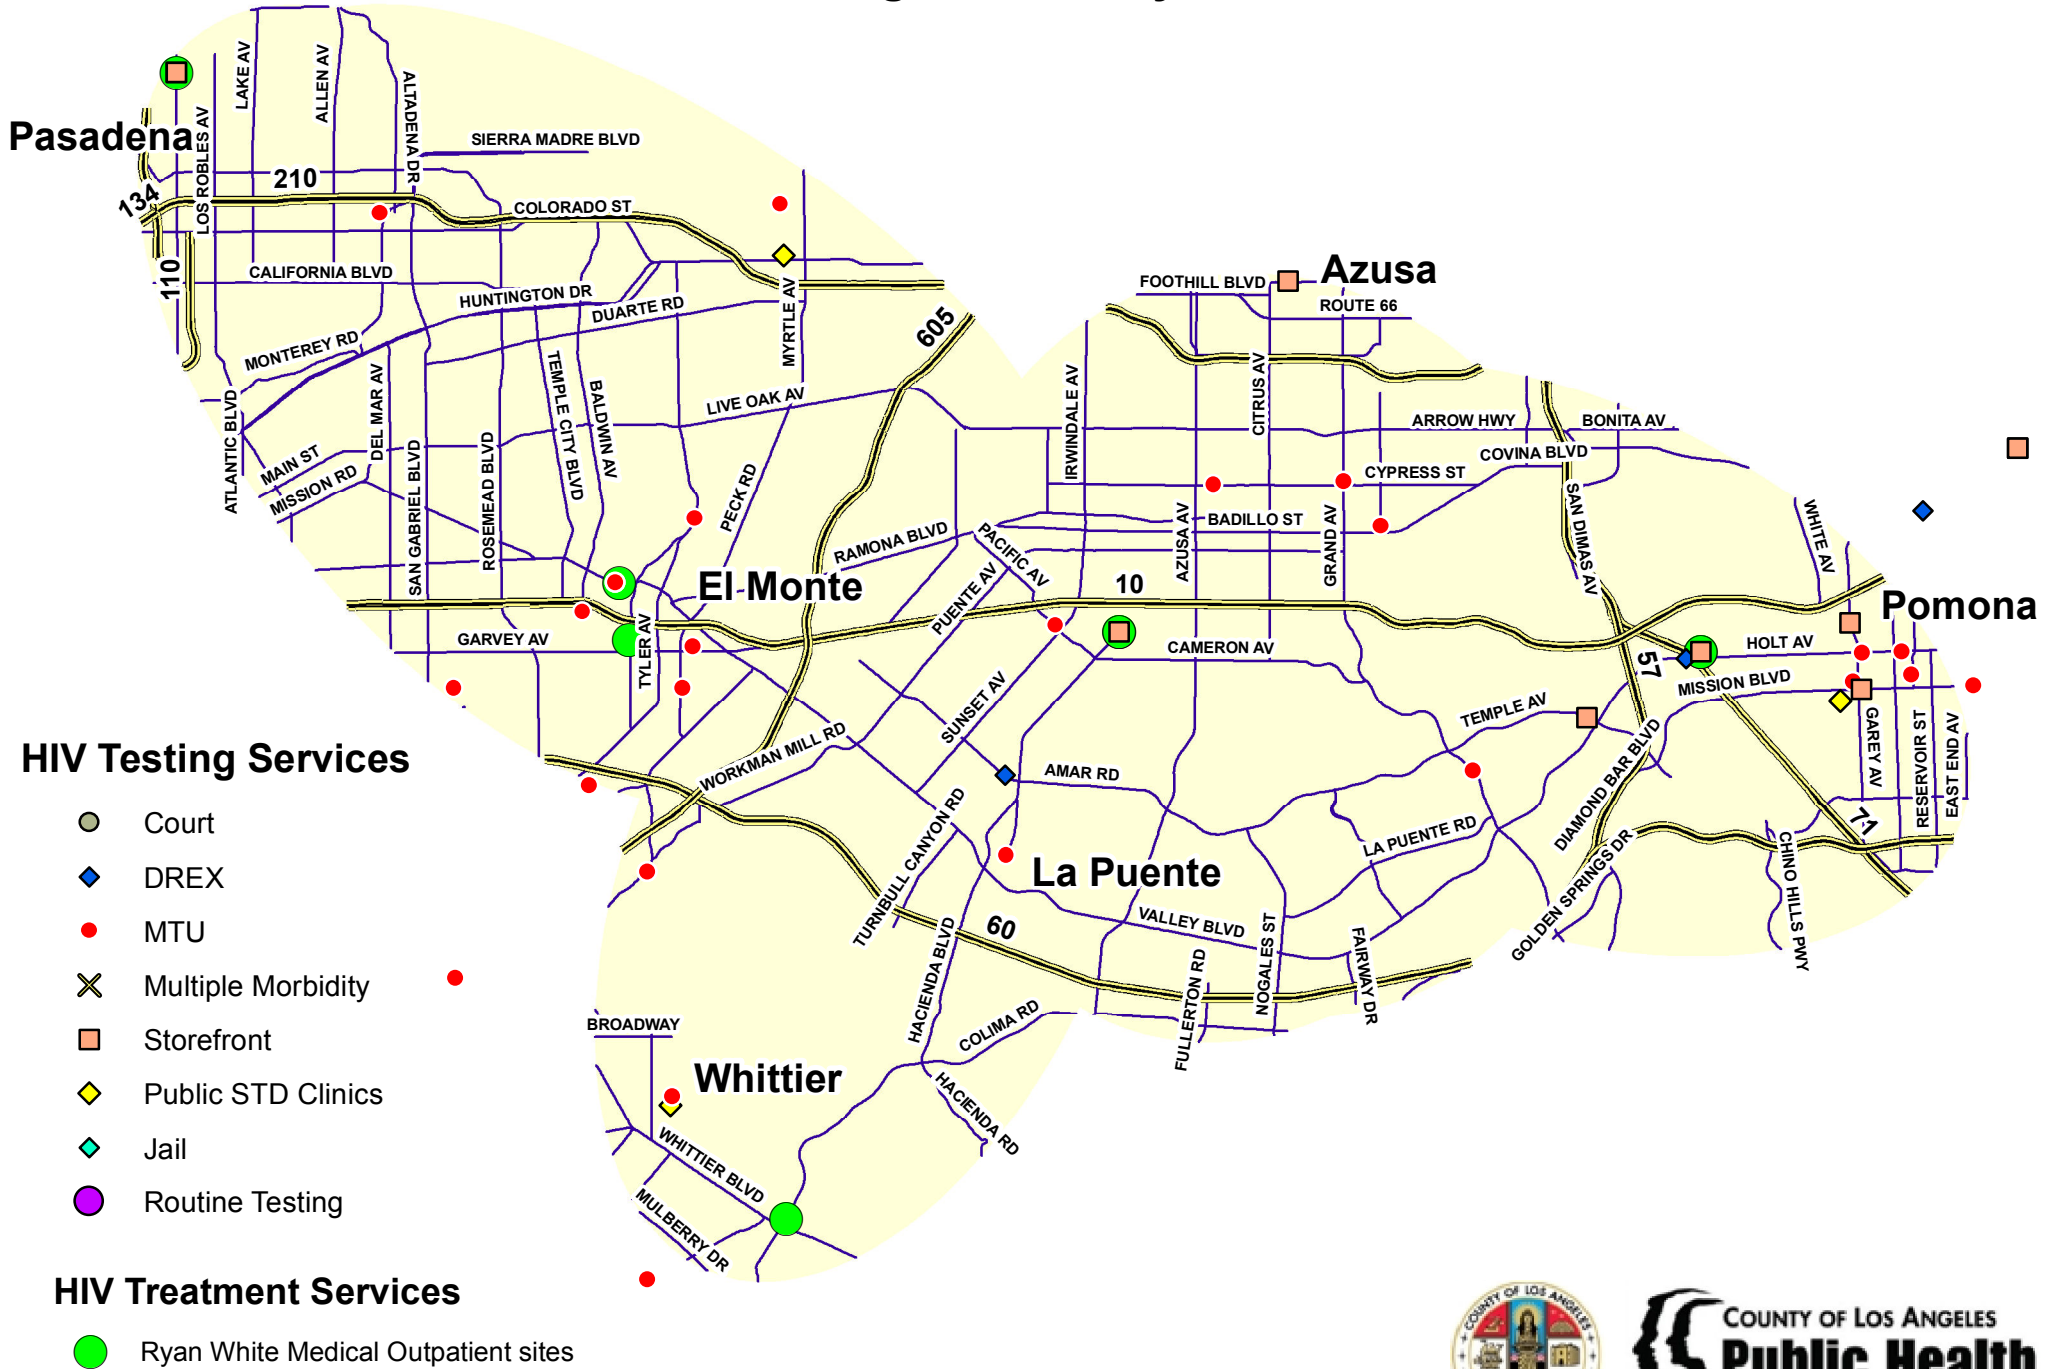 Pasadena
LAKE AV
ALLEN AV
ALTADENA DR
LOS ROBLES AV
SIERRA MADRE BLVD
134
210
COLORADO ST
110
CALIFORNIA BLVD
HUNTINGTON DR
DUARTE RD
MYRTLE AV
605
MONTEREY RD
ATLANTIC BLVD
DEL MAR AV
TEMPLE CITY BLVD
BALDWIN AV
LIVE OAK AV
MAIN ST
MISSION RD
SAN GABRIEL BLVD
ROSEMEAD BLVD
PECK RD
RAMONA BLVD
El Monte
GARVEY AV
TYLER AV
FOOTHILL BLVD
Azusa
ROUTE 66
IRWINDALE AV
CITRUS AV
ARROW HWY
BONITA AV
COVINA BLVD
CYPRESS ST
BADILLO ST
AZUSA AV
GRAND AV
SAN DIMAS AV
WHITE AV
PACIFIC AV
PUENTE AV
10
CAMERON AV
Pomona
HOLT AV
57
MISSION BLVD
TEMPLE AV
GAREY AV
RESERVOIR ST
EAST END AV
SUNSET AV
WORKMAN MILL RD
AMAR RD
TURNBULL CANYON RD
DIAMOND BAR BLVD
LA PUENTE RD
GOLDEN SPRINGS DR
71
CHINO HILLS PWY
La Puente
VALLEY BLVD
60
HACIENDA BLVD
NOGALES ST
FULLERTON RD
FAIRWAY DR
COLIMA RD
HACIENDA RD
BROADWAY
Whittier
WHITTIER BLVD
MULBERRY DR
HIV Testing Services
Court
DREX
MTU
Multiple Morbidity
Storefront
Public STD Clinics
Jail
Routine Testing
HIV Treatment Services
Ryan White Medical Outpatient sites
COUNTY OF LOS ANGELES
COUNTY OF LOS ANGELES
Public Health